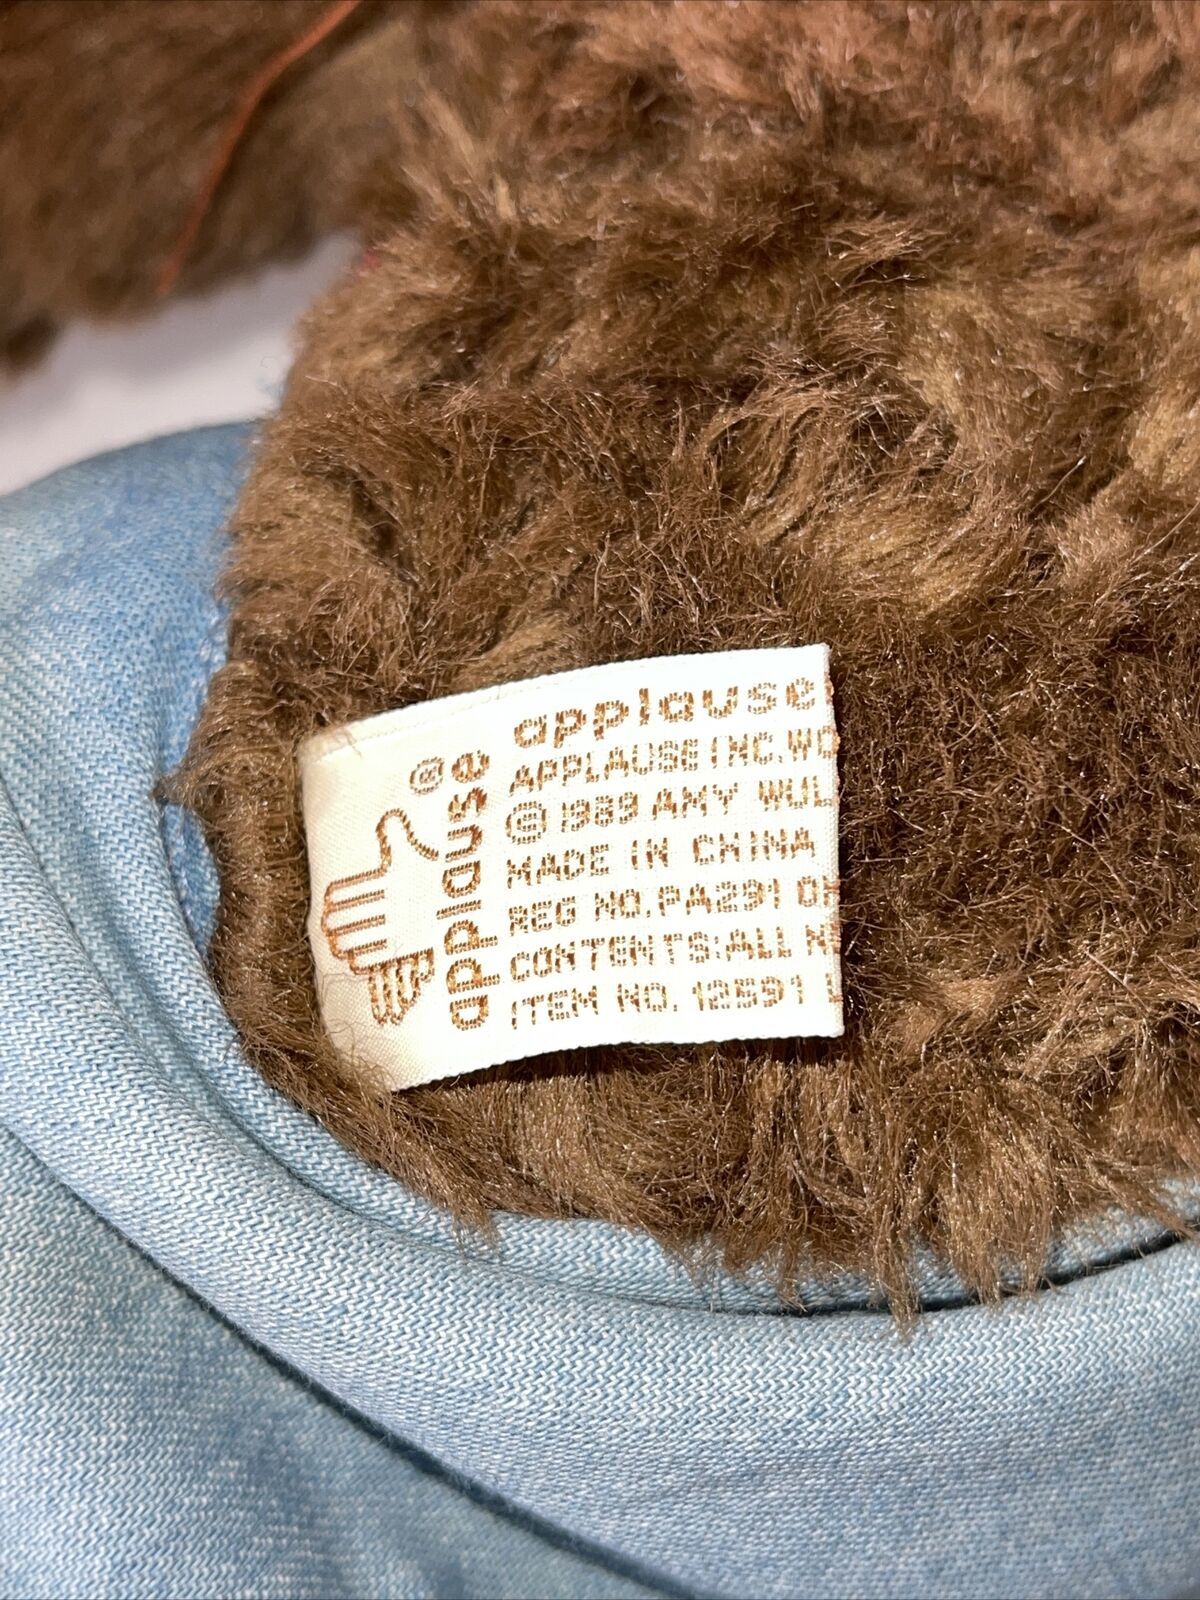 applause
APPLAUSE INC. WO
© 1989 AMY WUL
MADE IN CHINA
REG NO. PA291 OK
CONTENTS: ALL N
ITEM NO. 12591
applause ®